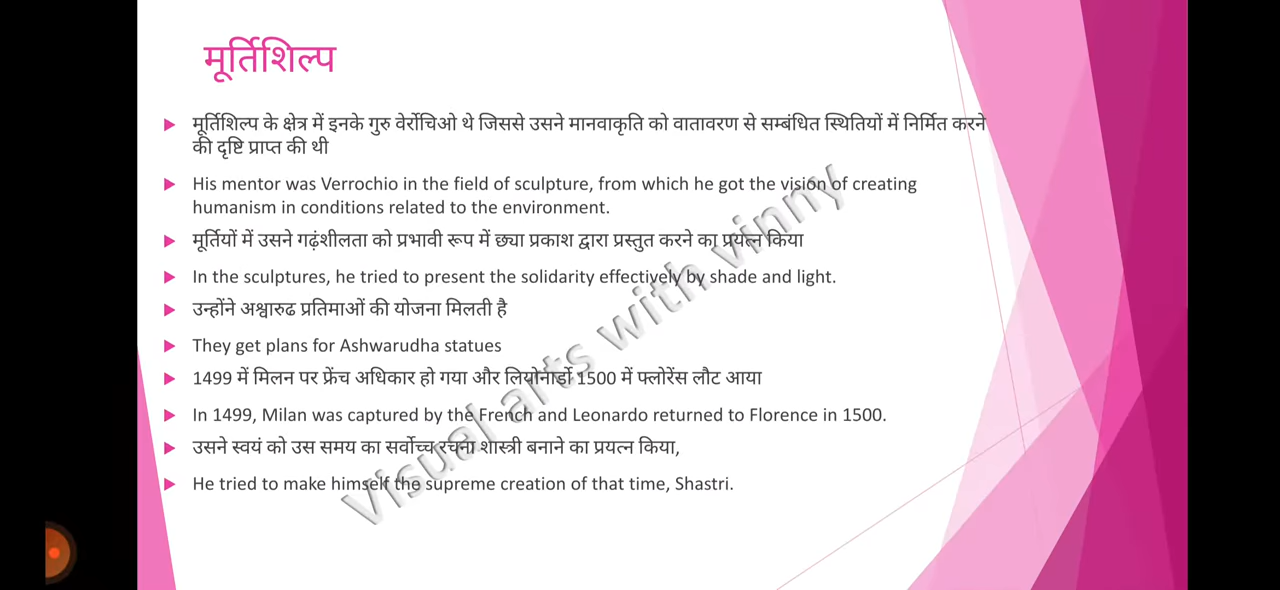 मूर्तिशिल्प
मूर्तिशिल्प के क्षेत्र में इनके गुरु वेर्रोचिओ थे जिससे उसने मानवाकृति को वातावरण से सम्बंधित स्थितियों में निर्मित करने
की दृष्टि प्राप्त की थी
His mentor was Verrochio in the field of sculpture, from which he got the vision of creating
humanism in conditions related to the environment.
मूर्तियों में उसने गढ़ंशीलता को प्रभावी रूप में छ्या प्रकाश द्वारा प्रस्तुत करने का प्रयत्न किया
In the sculptures, he tried to present the solidarity effectively by shade and light.
उन्होंने अश्वारुढ प्रतिमाओं की योजना मिलती है
They get plans for Ashwarudha statues
1499 में मिलन पर फ्रेंच अधिकार हो गया और लियोनार्डो 1500 में फ्लोरेंस लौट आया
In 1499, Milan was captured by the French and Leonardo returned to Florence in 1500.
उसने स्वयं को उस समय का सर्वोच्च रचना शास्त्री बनाने का प्रयत्न किया,
He tried to make himself the supreme creation of that time, Shastri.
Visual arts with vinny